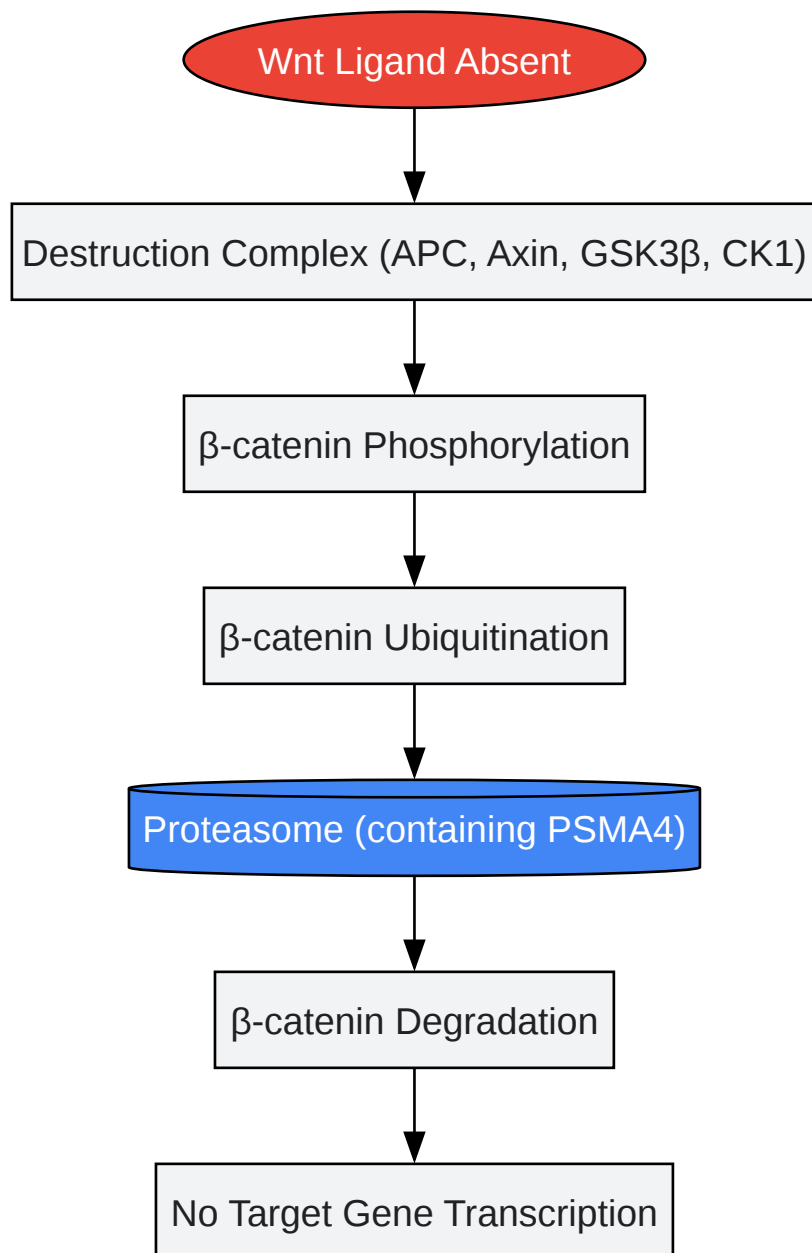 Wnt Ligand Absent
Destruction Complex (APC, Axin, GSK3β, CK1)
β-catenin Phosphorylation
β-catenin Ubiquitination
Proteasome (containing PSMA4)
β-catenin Degradation
No Target Gene Transcription